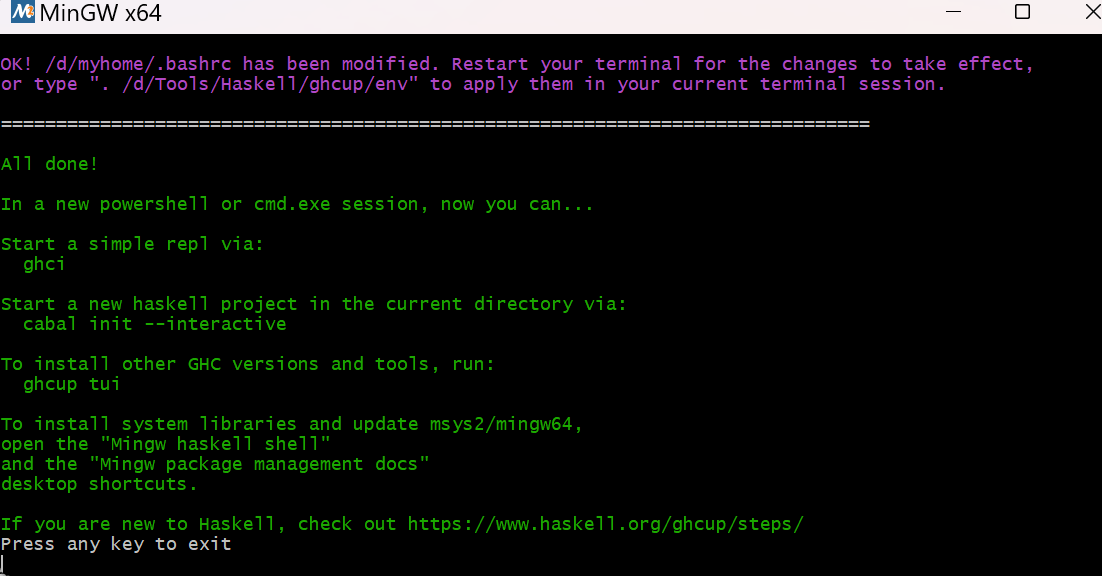 MinGW x64
OK! /d/myhome/.bashrc has been modified. Restart your terminal for the changes to take effect,
or type ". /d/Tools/Haskell/ghcup/env" to apply them in your current terminal session.
===============================================================================
All done!
In a new powershell or cmd.exe session, now you can...
Start a simple repl via:
  ghci
Start a new haskell project in the current directory via:
  cabal init --interactive
To install other GHC versions and tools, run:
  ghcup tui
To install system libraries and update msys2/mingw64,
open the "Mingw haskell shell"
and the "Mingw package management docs"
desktop shortcuts.
If you are new to Haskell, check out https://www.haskell.org/ghcup/steps/
Press any key to exit